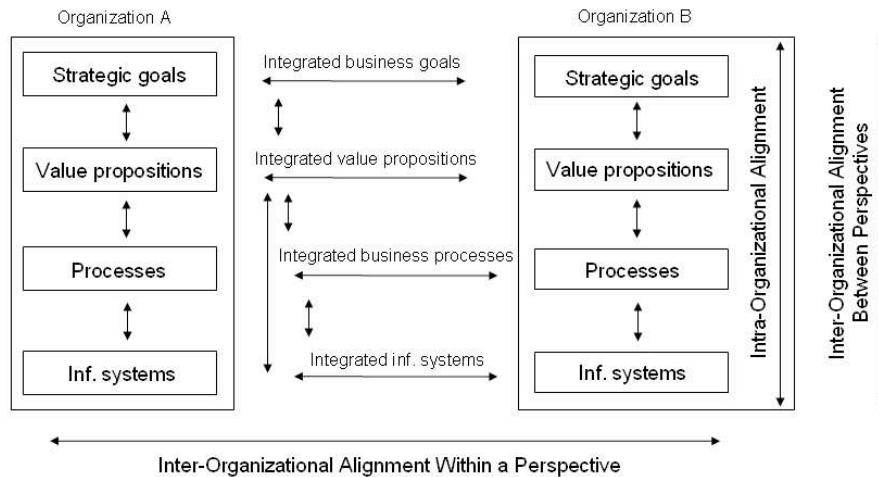 Organization A
Organization B
Strategic goals
Integrated business goals
Strategic goals
Value propositions
Integrated value propositions
Value propositions
Processes
Integrated business processes
Processes
Inf. systems
Integrated inf. systems
Inf. systems
Intra-Organizational Alignment
Inter-Organizational Alignment
Between Perspectives
Inter-Organizational Alignment Within a Perspective